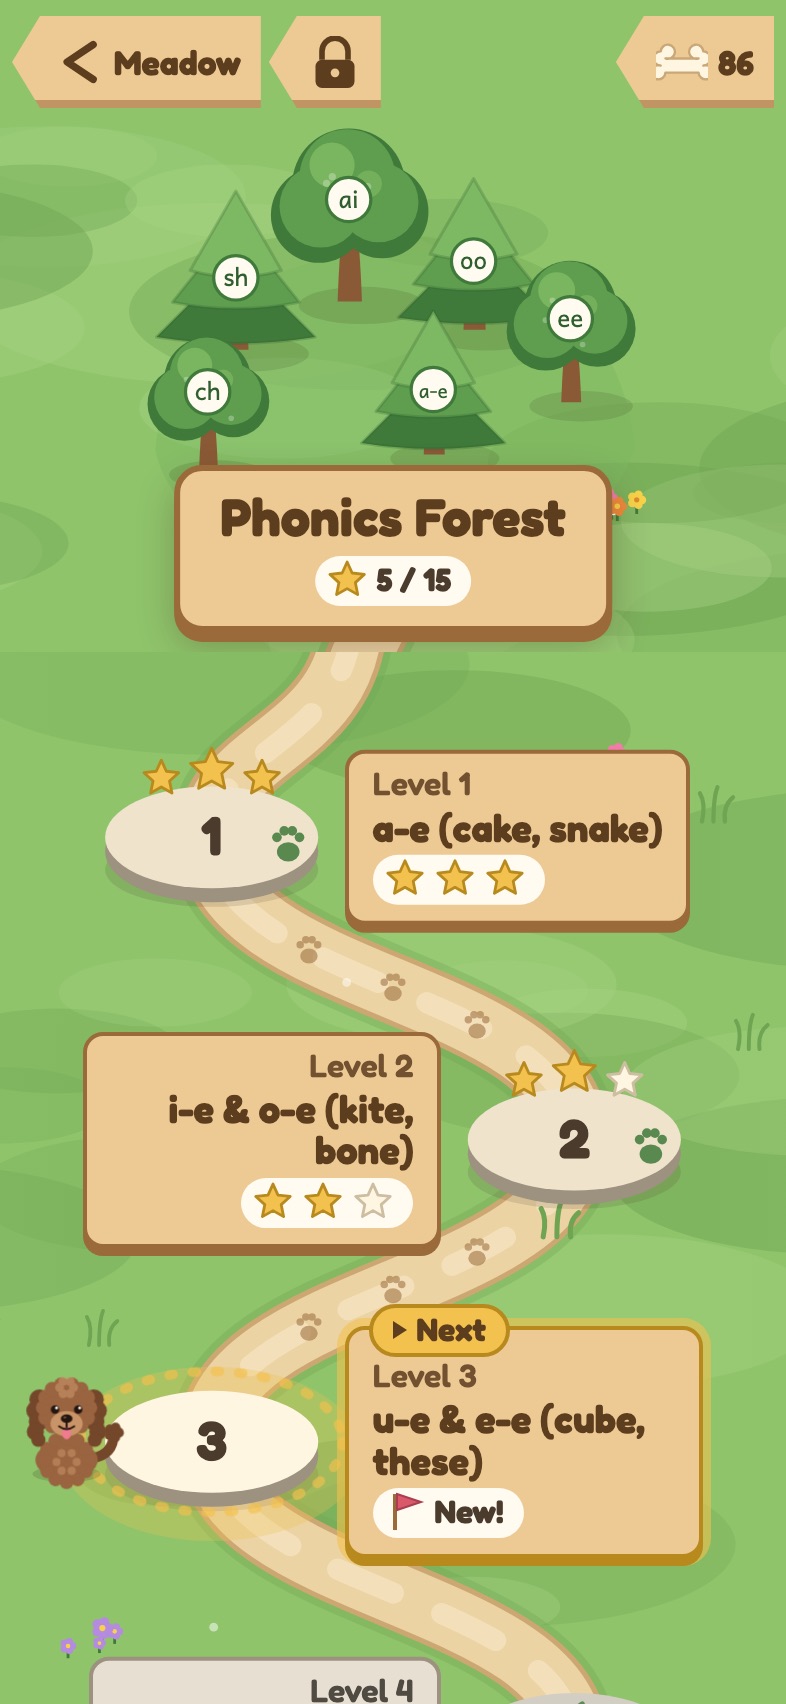 Meadow
86
ai
sh
oo
ee
ch
a-e
Phonics Forest
5 / 15
1
Level 1
a-e (cake, snake)
Level 2
i-e & o-e (kite,
bone)
2
Next
Level 3
u-e & e-e (cube,
these)
New!
3
Level 4